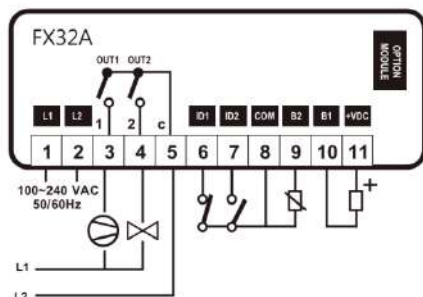 FX32A
OPTION MODULE
OUT1 OUT2
L1 L2 1 2 c ID1 ID2 COM B2 B1 +VDC
1 2 3 4 5 6 7 8 9 10 11
100~240 VAC
50/60Hz
+
L1
L2